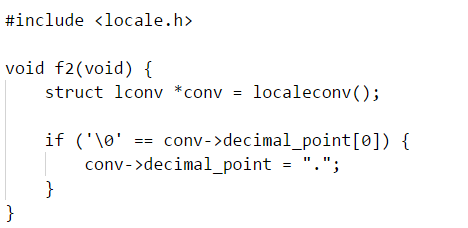 #include <locale.h>

void f2(void) {
    struct lconv *conv = localeconv();

    if ('\0' == conv->decimal_point[0]) {
        conv->decimal_point = ".";
    }
}